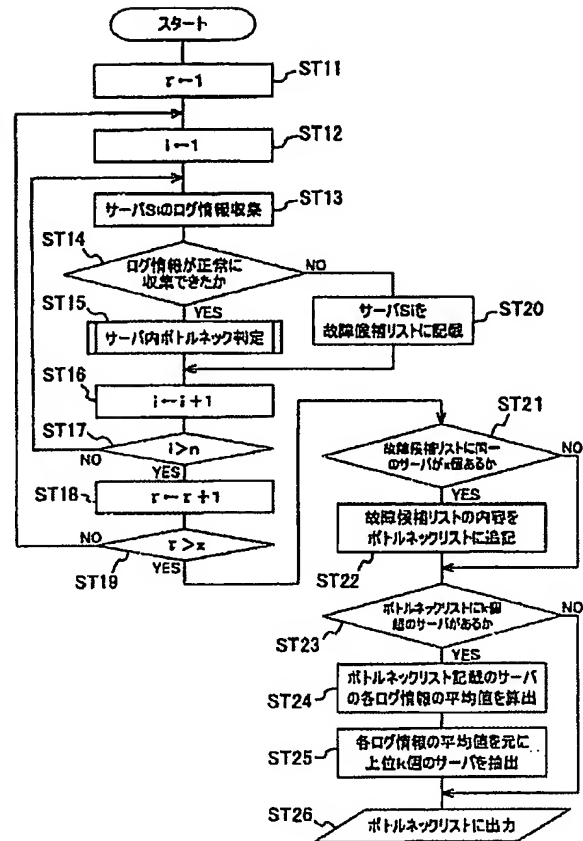 スタート
ST11
r←1
ST12
i←1
ST13
サーバSiのログ情報収集
ST14
ログ情報が正常に
収集できたか
NO
YES
ST15
サーバ内ボトルネック判定
ST20
サーバSiを
故障候補リストに記載
ST16
i←i+1
ST17
i>n
NO
YES
ST18
r←r+1
r>x
NO
YES
ST19
ST21
故障候補リストに同一
のサーバがx個あるか
NO
YES
故障候補リストの内容を
ボトルネックリストに追記
ST22
ボトルネックリストにk個
超のサーバがあるか
NO
ST23
YES
ST24
ボトルネックリスト記載のサーバ
の各ログ情報の平均値を算出
ST25
各ログ情報の平均値を元に
上位k個のサーバを抽出
ST26
ボトルネックリストに出力